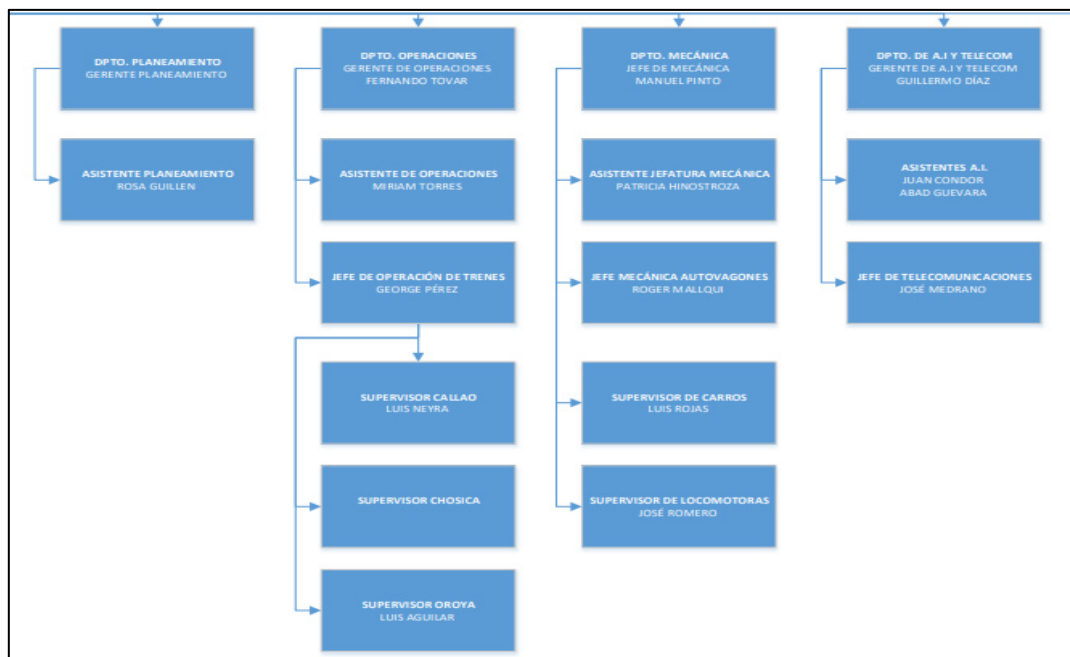 DPTO. PLANEAMIENTO
GERENTE PLANEAMIENTO
ASISTENTE PLANEAMIENTO
ROSA GUILLEN
DPTO. OPERACIONES
GERENTE DE OPERACIONES
FERNANDO TOVAR
ASISTENTE DE OPERACIONES
MIRIAM TORRES
JEFE DE OPERACIÓN DE TRENES
GEORGE PÉREZ
SUPERVISOR CALLAO
LUIS NEYRA
SUPERVISOR CHOSICA
SUPERVISOR OROYA
LUIS AGUILAR
DPTO. MECÁNICA
JEFE DE MECÁNICA
MANUEL PINTO
ASISTENTE JEFATURA MECÁNICA
PATRICIA HINOSTROZA
JEFE MECÁNICA AUTOVAGONES
ROGER MALLQUI
SUPERVISOR DE CARROS
LUIS ROJAS
SUPERVISOR DE LOCOMOTORAS
JOSÉ ROMERO
DPTO. DE A.I Y TELECOM
GERENTE DE A.I Y TELECOM
GUILLERMO DÍAZ
ASISTENTES A.I.
JUAN CONDOR
ABAD GUEVARA
JEFE DE TELECOMUNICACIONES
JOSÉ MEDRANO